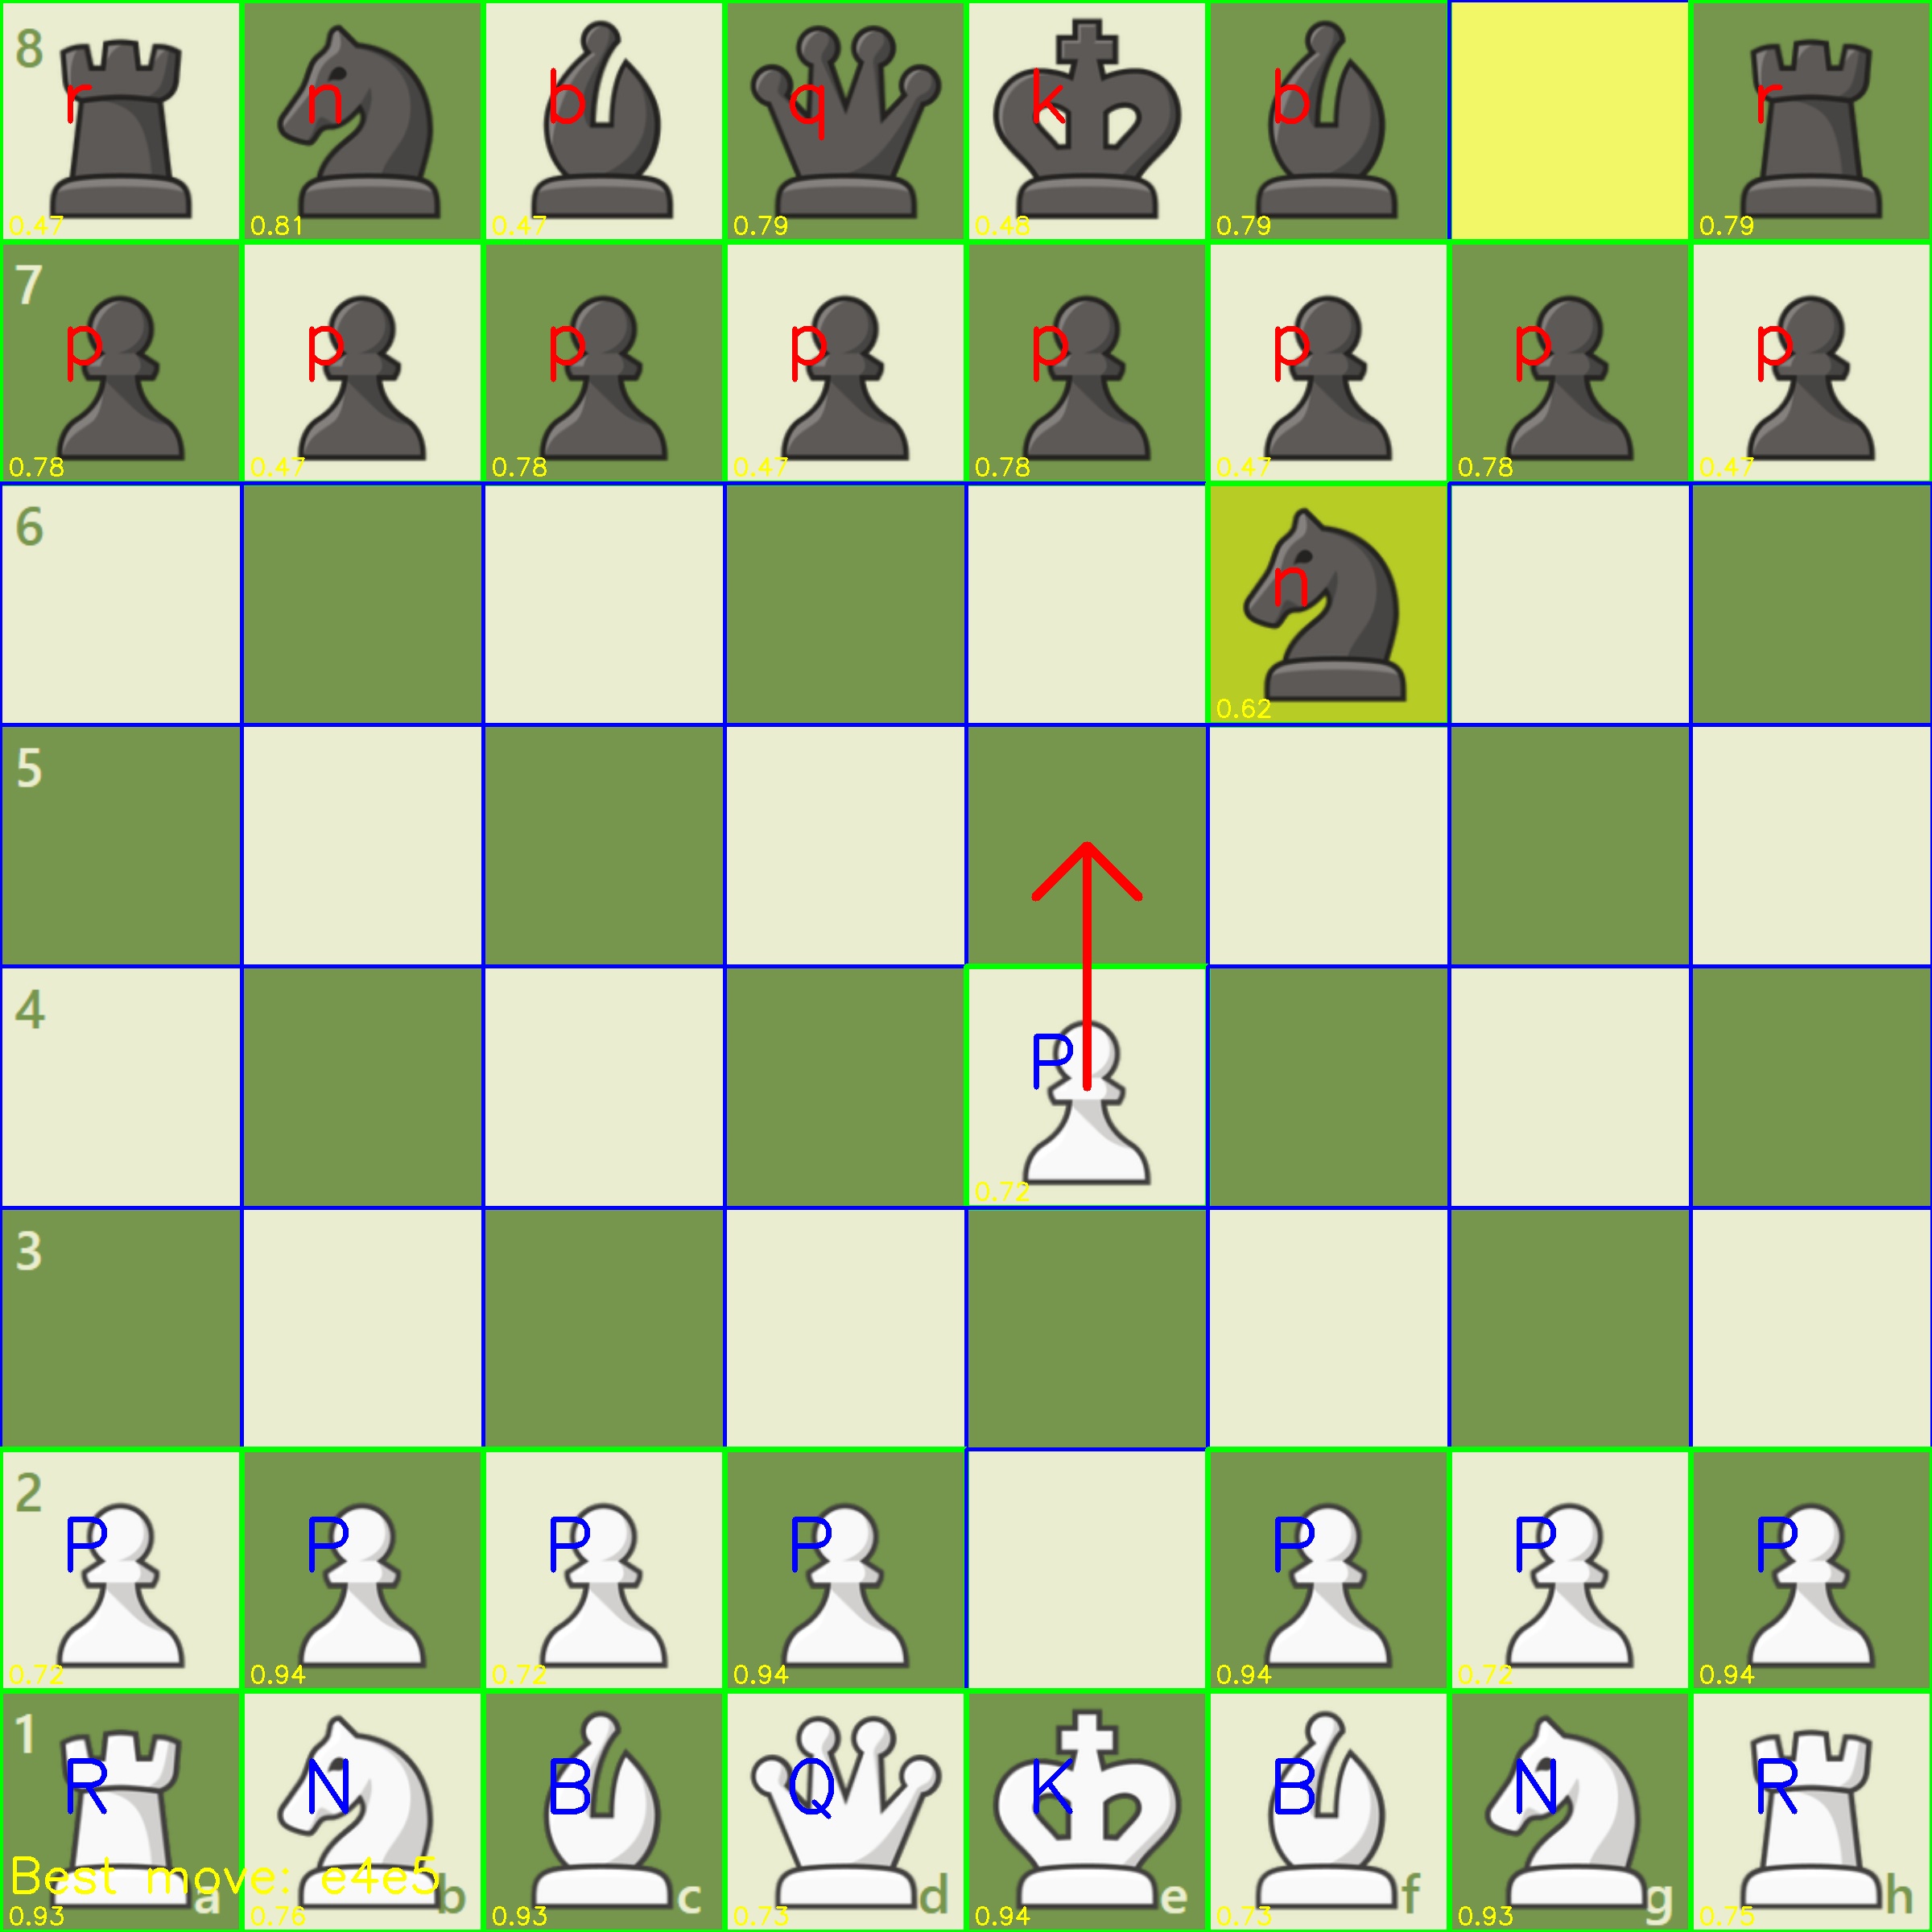 8 r n b q k b r
0.47 0.81 0.47 0.79 0.48 0.79 0.79
7 p p p p p p p p
0.78 0.47 0.78 0.47 0.78 0.47 0.78 0.47
6 n
0.62
5
4 P
0.72
3
2 P P P P P P P
0.72 0.94 0.72 0.94 0.94 0.72 0.94
1 R N B Q K B N R
Best move: e4e5
a b c d e f g h
0.93 0.76 0.93 0.73 0.94 0.73 0.93 0.75